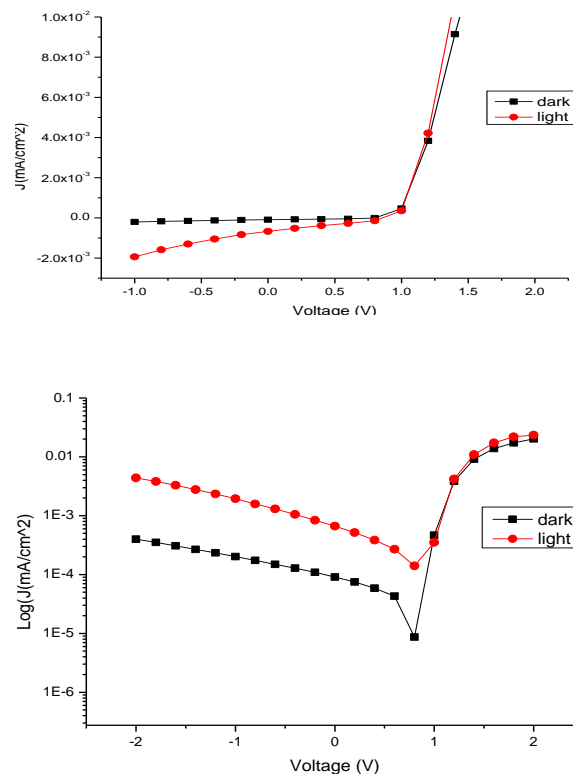 1.0x10⁻²
8.0x10⁻³
6.0x10⁻³
4.0x10⁻³
2.0x10⁻³
0.0
-2.0x10⁻³
J(mA/cm^2)
dark
light
-1.0 -0.5 0.0 0.5 1.0 1.5 2.0
Voltage (V)
0.1
0.01
1E-3
1E-4
1E-5
1E-6
Log(J(mA/cm^2)
dark
light
-2 -1 0 1 2
Voltage (V)